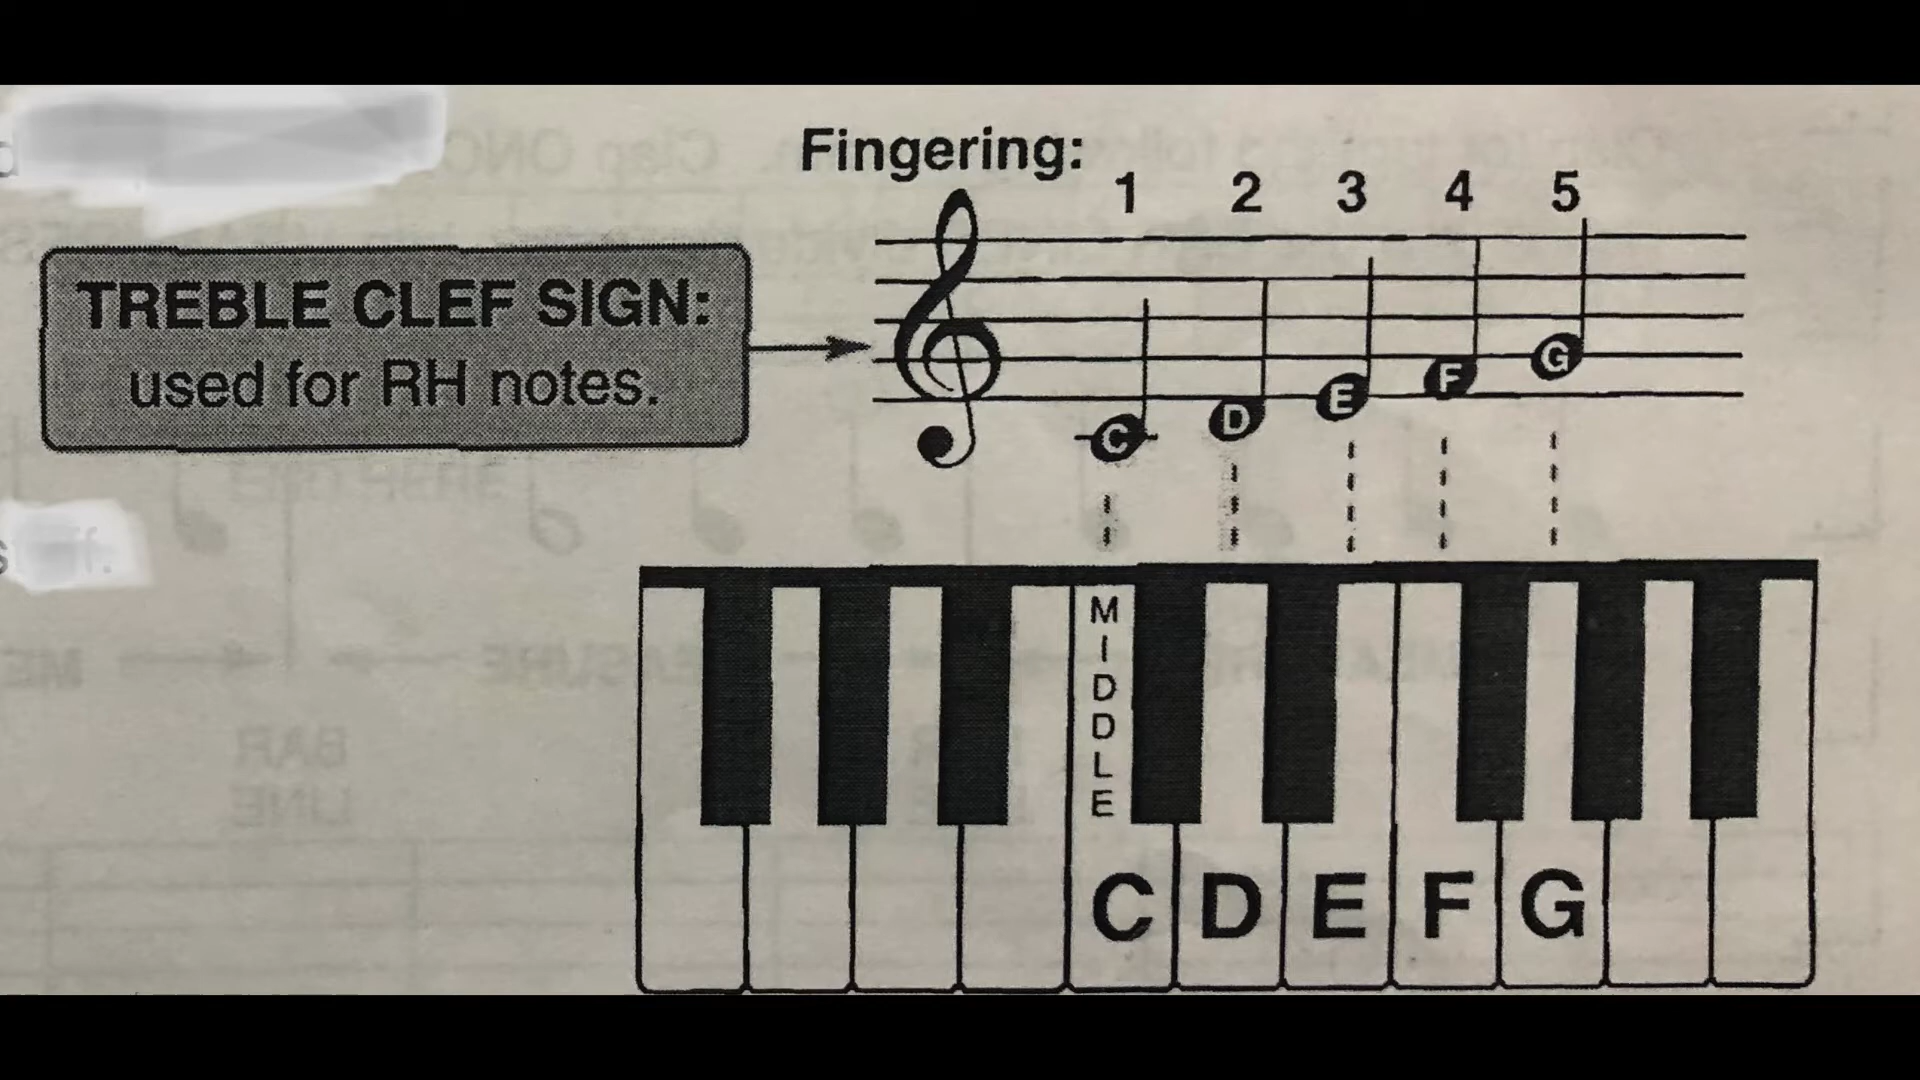 Fingering:
1 2 3 4 5
TREBLE CLEF SIGN:
used for RH notes.
C D E F G
MIDDLE
C D E F G